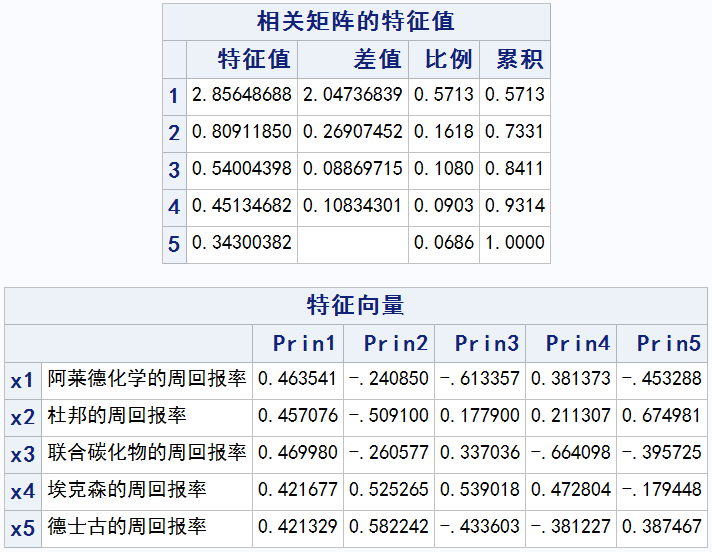 相关矩阵的特征值
特征值 差值 比例 累积
1 2.85648688 2.04736839 0.5713 0.5713
2 0.80911850 0.26907452 0.1618 0.7331
3 0.54004398 0.08869715 0.1080 0.8411
4 0.45134682 0.10834301 0.0903 0.9314
5 0.34300382 0.0686 1.0000
特征向量
Prin1 Prin2 Prin3 Prin4 Prin5
x1 阿莱德化学的周回报率 0.463541 -.240850 -.613357 0.381373 -.453288
x2 杜邦的周回报率 0.457076 -.509100 0.177900 0.211307 0.674981
x3 联合碳化物的周回报率 0.469980 -.260577 0.337036 -.664098 -.395725
x4 埃克森的周回报率 0.421677 0.525265 0.539018 0.472804 -.179448
x5 德士古的周回报率 0.421329 0.582242 -.433603 -.381227 0.387467